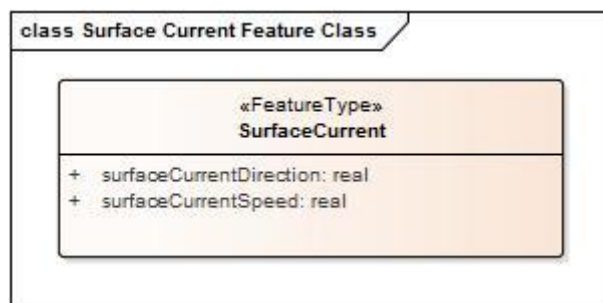 class Surface Current Feature Class
«FeatureType»
SurfaceCurrent
+ surfaceCurrentDirection: real
+ surfaceCurrentSpeed: real